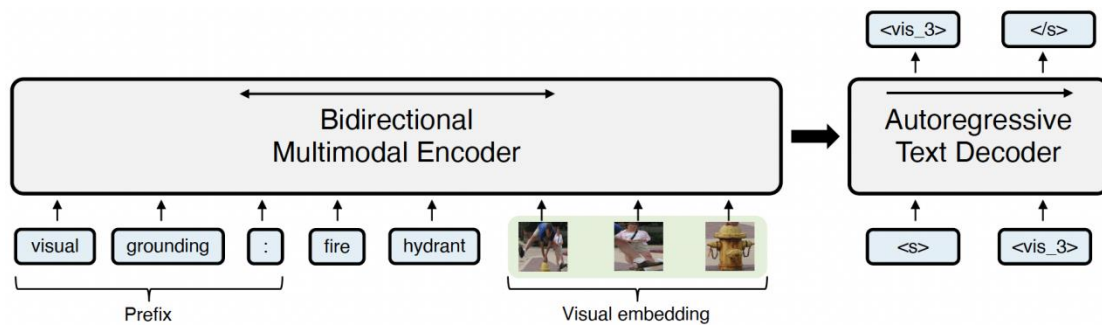 <vis_3> </s>
Bidirectional
Multimodal Encoder
Autoregressive
Text Decoder
visual grounding : fire hydrant <s> <vis_3>
Prefix Visual embedding